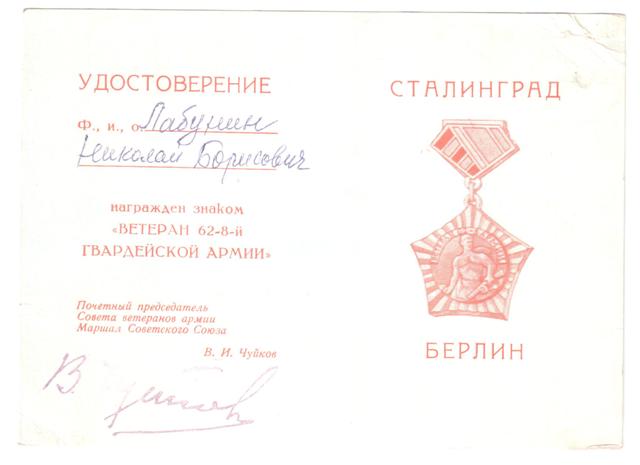 УДОСТОВЕРЕНИЕ
Ф., и., о. Лабунин
Николай Борисович
награжден знаком
«ВЕТЕРАН 62-8-й
ГВАРДЕЙСКОЙ АРМИИ»
Почетный председатель
Совета ветеранов армии
Маршал Советского Союза
В. И. Чуйков
В. Чуйков
СТАЛИНГРАД
БЕРЛИН